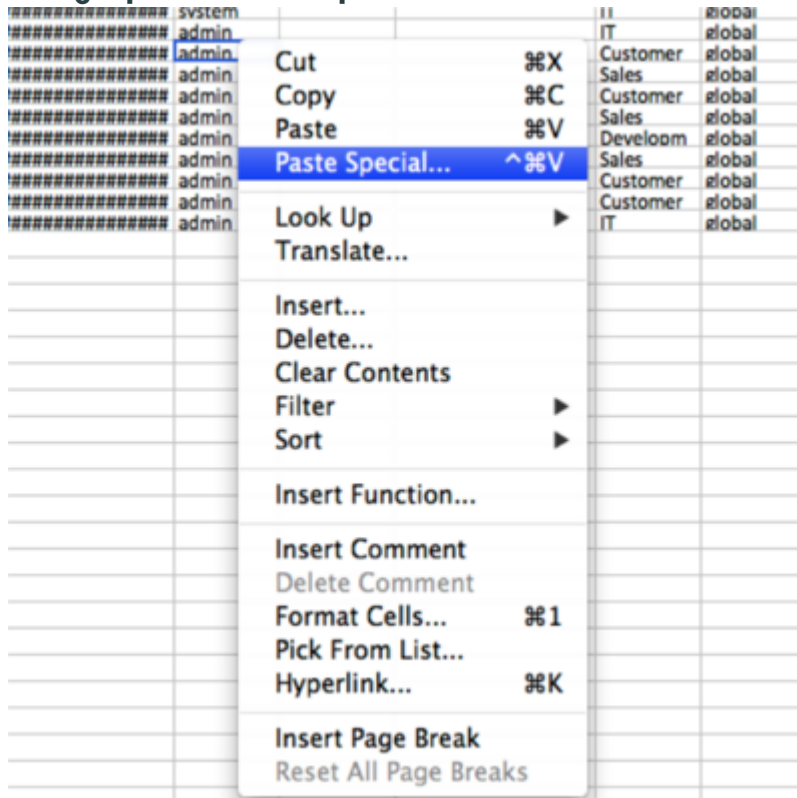 ################ system IT global
################ admin IT global
################ admin Customer global
################ admin Sales global
################ admin Customer global
################ admin Sales global
################ admin Developm global
################ admin Sales global
################ admin Customer global
################ admin Customer global
################ admin IT global
Cut ⌘X
Copy ⌘C
Paste ⌘V
Paste Special... ^⌘V
Look Up ▶
Translate...
Insert...
Delete...
Clear Contents
Filter ▶
Sort ▶
Insert Function...
Insert Comment
Delete Comment
Format Cells... ⌘1
Pick From List...
Hyperlink... ⌘K
Insert Page Break
Reset All Page Breaks